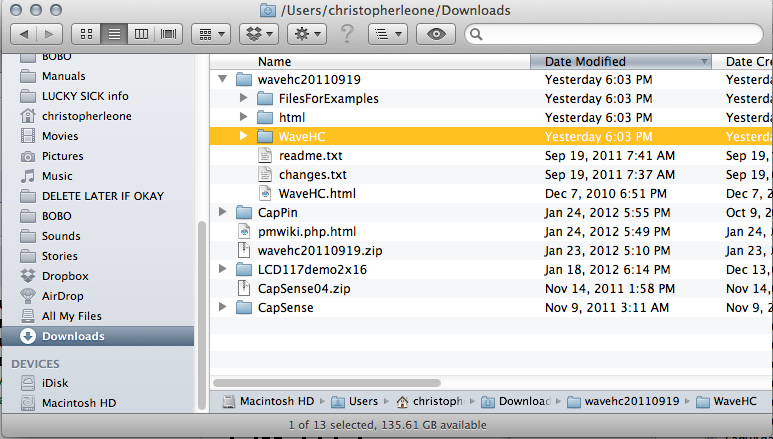 /Users/christopherleone/Downloads
BOBO
Manuals
LUCKY SICK info
christopherleone
Movies
Pictures
Music
DELETE LATER IF OKAY
BOBO
Sounds
Stories
Dropbox
AirDrop
All My Files
Downloads
DEVICES
iDisk
Macintosh HD
Name Date Modified Date Cre
wavehc20110919 Yesterday 6:03 PM Yesterda
FilesForExamples Yesterday 6:03 PM Yesterda
html Yesterday 6:03 PM Yesterda
WaveHC Yesterday 6:03 PM Yesterda
readme.txt Sep 19, 2011 7:41 AM Sep 19,
changes.txt Sep 19, 2011 7:37 AM Sep 19,
WaveHC.html Dec 7, 2010 6:51 PM Dec 7, 2
CapPin Jan 24, 2012 5:55 PM Oct 9, 2
pmwiki.php.html Jan 24, 2012 5:49 PM Jan 24,
wavehc20110919.zip Jan 23, 2012 5:10 PM Jan 23,
LCD117demo2x16 Jan 18, 2012 6:14 PM Dec 13,
CapSense04.zip Nov 14, 2011 1:58 PM Nov 14,
CapSense Nov 9, 2011 3:11 AM Nov 9, 2
Macintosh HD Users christoph Download wavehc20110919 WaveHC
1 of 13 selected, 135.61 GB available